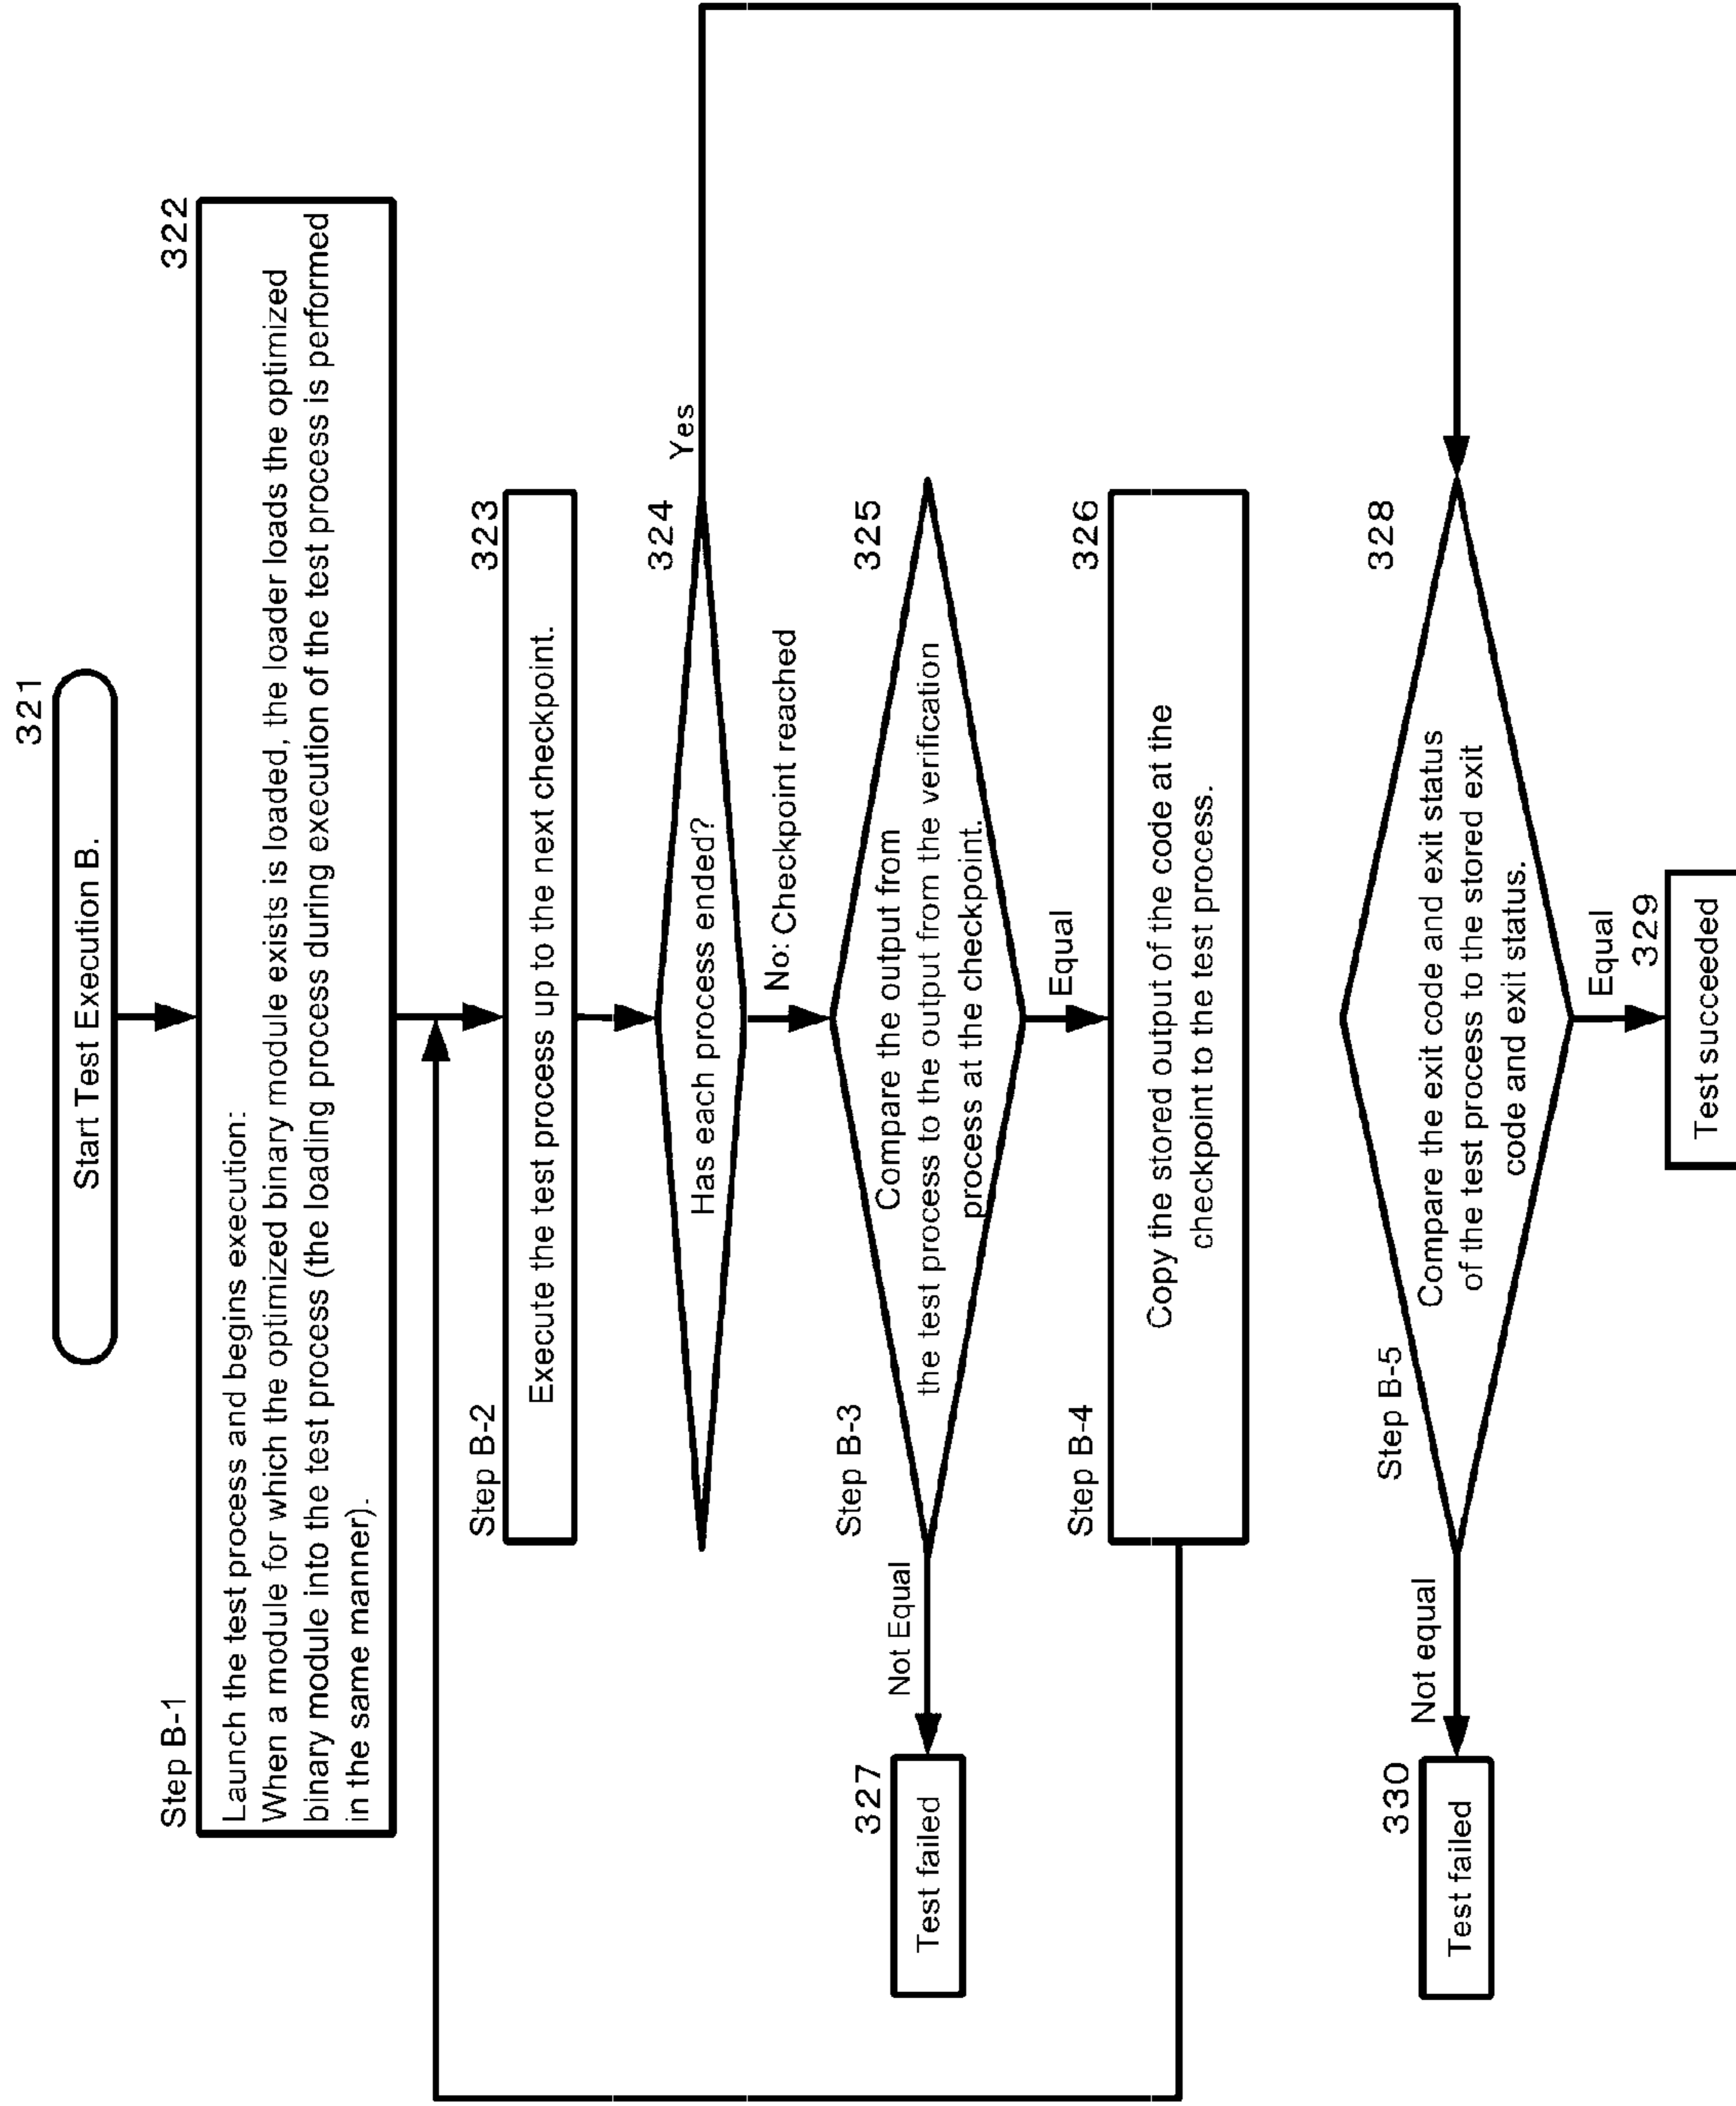 321
Start Test Execution B.
Step B-1
322
Launch the test process and begins execution:
When a module for which the optimized binary module exists is loaded, the loader loads the optimized
binary module into the test process (the loading process during execution of the test process is performed
in the same manner).
Step B-2
323
Execute the test process up to the next checkpoint.
324
Has each process ended?
Yes
No: Checkpoint reached
Step B-3
325
Compare the output from
the test process to the output from the verification
process at the checkpoint.
Not Equal
327
Test failed
Equal
Step B-4
326
Copy the stored output of the code at the
checkpoint to the test process.
Step B-5
328
Compare the exit code and exit status
of the test process to the stored exit
code and exit status.
Not equal
330
Test failed
Equal
329
Test succeeded